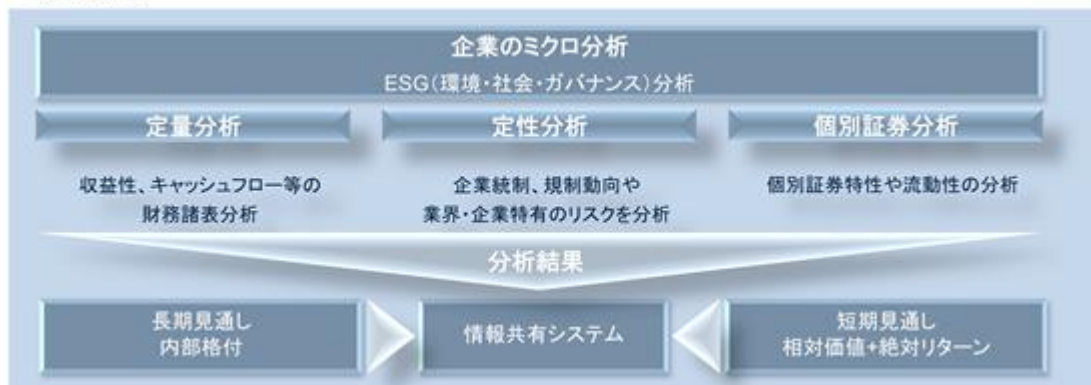 企業のミクロ分析
ESG(環境・社会・ガバナンス)分析
定量分析
定性分析
個別証券分析
収益性、キャッシュフロー等の
財務諸表分析
企業統制、規制動向や
業界・企業特有のリスクを分析
個別証券特性や流動性の分析
分析結果
長期見通し
内部格付
情報共有システム
短期見通し
相対価値+絶対リターン